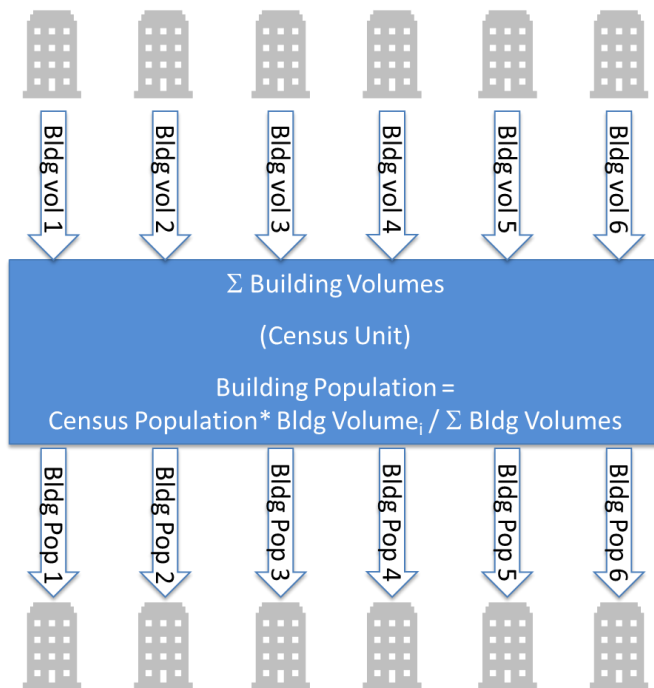 Bldg vol 1
Bldg vol 2
Bldg vol 3
Bldg vol 4
Bldg vol 5
Bldg vol 6
Σ Building Volumes
(Census Unit)
Building Population =
Census Population* Bldg Volumeᵢ / Σ Bldg Volumes
Bldg Pop 1
Bldg Pop 2
Bldg Pop 3
Bldg Pop 4
Bldg Pop 5
Bldg Pop 6